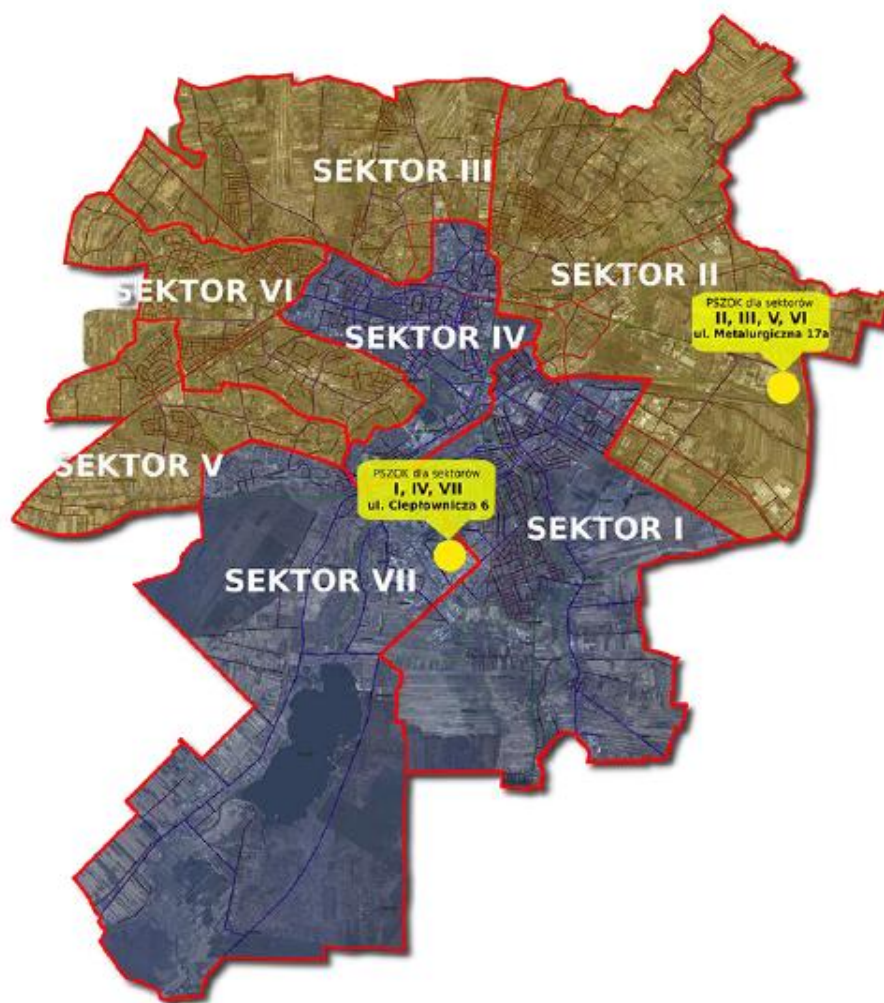 SEKTOR III
SEKTOR II
SEKTOR VI
PSZOK dla sektorów
II, III, V, VI
ul. Metalurgiczna 17a
SEKTOR IV
SEKTOR V
PSZOK dla sektorów
I, IV, VII
ul. Ciepłownicza 6
SEKTOR I
SEKTOR VII